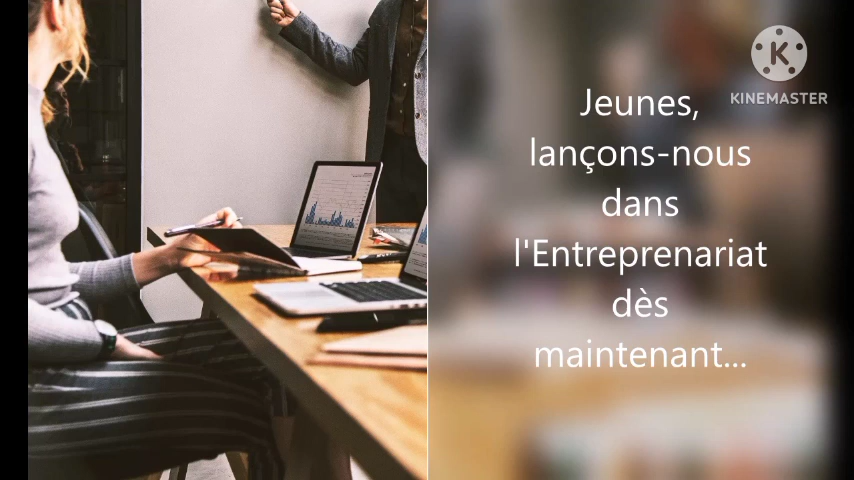 K
KINEMASTER
Jeunes,
lançons-nous
dans
l'Entreprenariat
dès
maintenant...